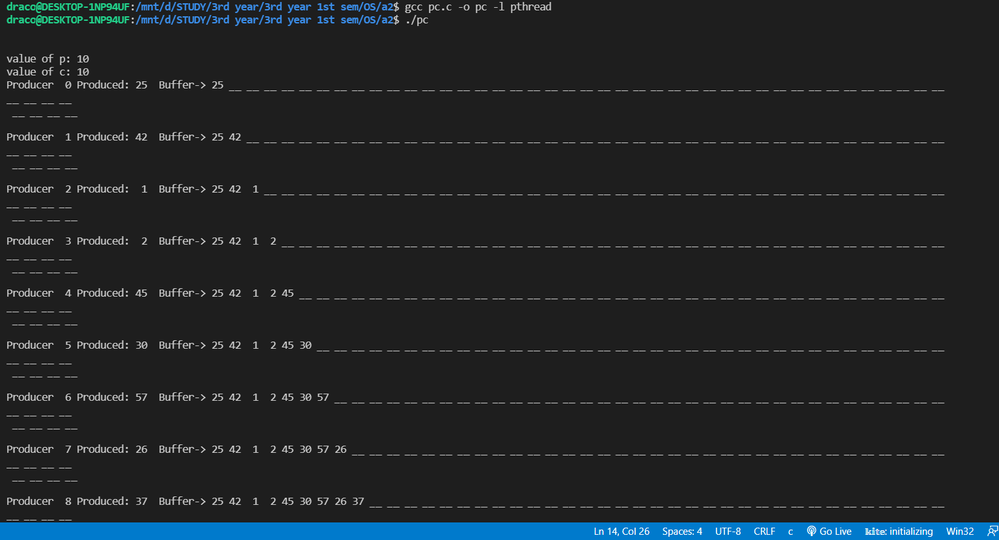 draco@DESKTOP-1NP94UF:/mnt/d/STUDY/3rd year/3rd year 1st sem/OS/a2$ gcc pc.c -o pc -l pthread
draco@DESKTOP-1NP94UF:/mnt/d/STUDY/3rd year/3rd year 1st sem/OS/a2$ ./pc
value of p: 10
value of c: 10
Producer  0 Produced: 25  Buffer-> 25 __ __ __ __ __ __ __ __ __ __ __ __ __ __ __ __ __ __ __ __ __ __ __ __ __ __ __ __ __ __ __ __ __ __ __ __ __ __ __ __ __
__ __ __ __
 __ __ __ __
Producer  1 Produced: 42  Buffer-> 25 42 __ __ __ __ __ __ __ __ __ __ __ __ __ __ __ __ __ __ __ __ __ __ __ __ __ __ __ __ __ __ __ __ __ __ __ __ __ __ __ __
__ __ __ __
 __ __ __ __
Producer  2 Produced:  1  Buffer-> 25 42  1 __ __ __ __ __ __ __ __ __ __ __ __ __ __ __ __ __ __ __ __ __ __ __ __ __ __ __ __ __ __ __ __ __ __ __ __ __ __ __
__ __ __ __
 __ __ __ __
Producer  3 Produced:  2  Buffer-> 25 42  1  2 __ __ __ __ __ __ __ __ __ __ __ __ __ __ __ __ __ __ __ __ __ __ __ __ __ __ __ __ __ __ __ __ __ __ __ __ __ __
__ __ __ __
 __ __ __ __
Producer  4 Produced: 45  Buffer-> 25 42  1  2 45 __ __ __ __ __ __ __ __ __ __ __ __ __ __ __ __ __ __ __ __ __ __ __ __ __ __ __ __ __ __ __ __ __ __ __ __ __
__ __ __ __
 __ __ __ __
Producer  5 Produced: 30  Buffer-> 25 42  1  2 45 30 __ __ __ __ __ __ __ __ __ __ __ __ __ __ __ __ __ __ __ __ __ __ __ __ __ __ __ __ __ __ __ __ __ __ __ __
__ __ __ __
 __ __ __ __
Producer  6 Produced: 57  Buffer-> 25 42  1  2 45 30 57 __ __ __ __ __ __ __ __ __ __ __ __ __ __ __ __ __ __ __ __ __ __ __ __ __ __ __ __ __ __ __ __ __ __ __
__ __ __ __
 __ __ __ __
Producer  7 Produced: 26  Buffer-> 25 42  1  2 45 30 57 26 __ __ __ __ __ __ __ __ __ __ __ __ __ __ __ __ __ __ __ __ __ __ __ __ __ __ __ __ __ __ __ __ __ __
__ __ __ __
 __ __ __ __
Producer  8 Produced: 37  Buffer-> 25 42  1  2 45 30 57 26 37 __ __ __ __ __ __ __ __ __ __ __ __ __ __ __ __ __ __ __ __ __ __ __ __ __ __ __ __ __ __ __ __ __
__ __ __ __
Ln 14, Col 26 Spaces: 4 UTF-8 CRLF c Go Live kite: initializing Win32